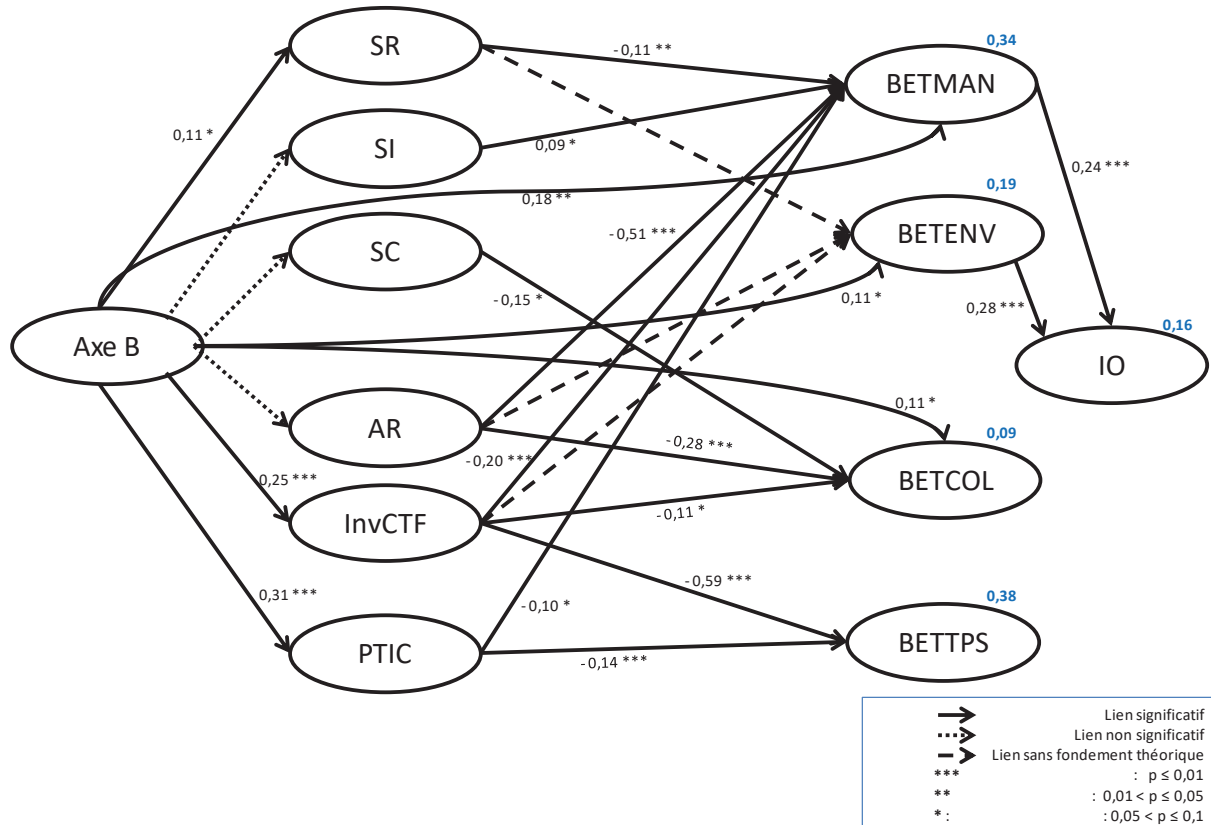 0,34
SR
- 0,11 **
BETMAN
0,11 *
SI
0,09 *
0,24 ***
0,19
0,18 **
- 0,51 ***
BETENV
SC
- 0,15 *
0,11 *
0,28 ***
0,16
Axe B
IO
0,11 *
AR
- 0,28 ***
0,09
- 0,20 ***
0,25 ***
BETCOL
InvCTF
- 0,11 *
- 0,59 ***
0,38
0,31 ***
- 0,10 *
PTIC
- 0,14 ***
BETTPS
Lien significatif
Lien non significatif
Lien sans fondement théorique
*** : p ≤ 0,01
** : 0,01 < p ≤ 0,05
* : : 0,05 < p ≤ 0,1